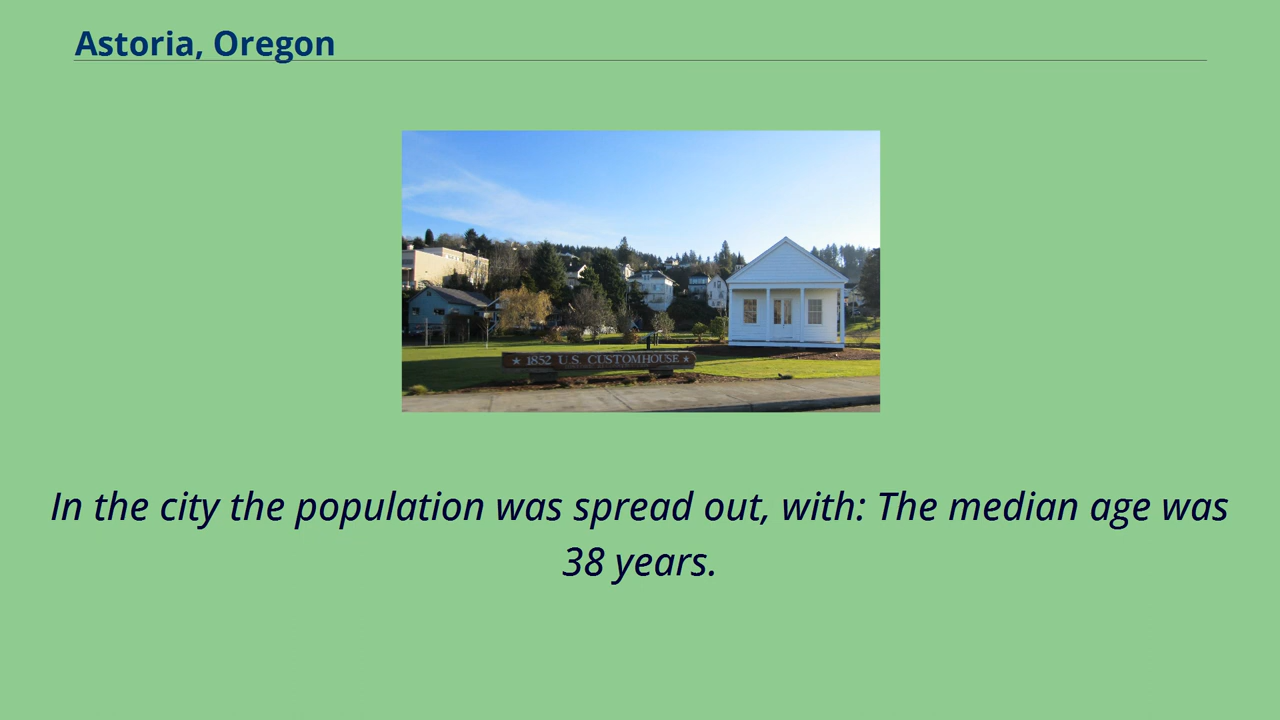 Astoria, Oregon
★ 1852 U.S. CUSTOMHOUSE ★
In the city the population was spread out, with: The median age was
38 years.